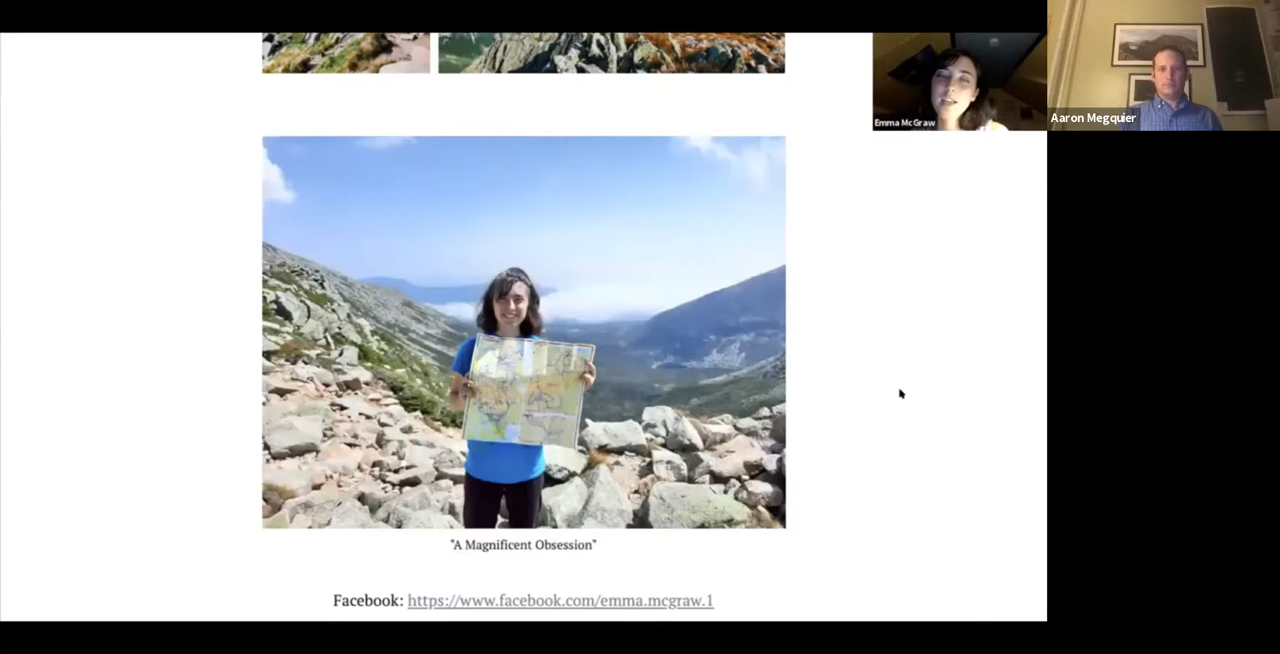 Emma McGraw
Aaron Megquier
"A Magnificent Obsession"
Facebook: https://www.facebook.com/emma.mcgraw.1